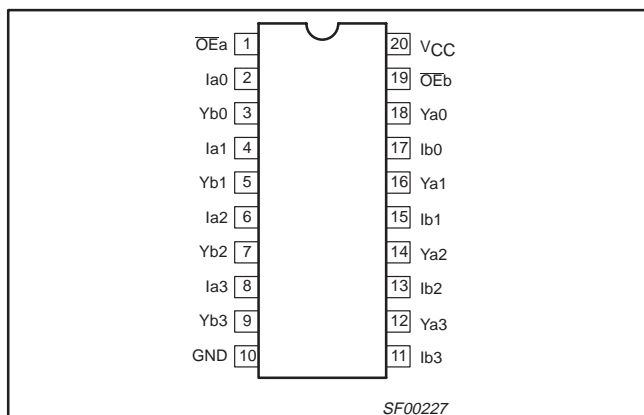 O̅E̅a 1 20 VCC
Ia0 2 19 O̅E̅b
Yb0 3 18 Ya0
Ia1 4 17 Ib0
Yb1 5 16 Ya1
Ia2 6 15 Ib1
Yb2 7 14 Ya2
Ia3 8 13 Ib2
Yb3 9 12 Ya3
GND 10 11 Ib3
SF00227